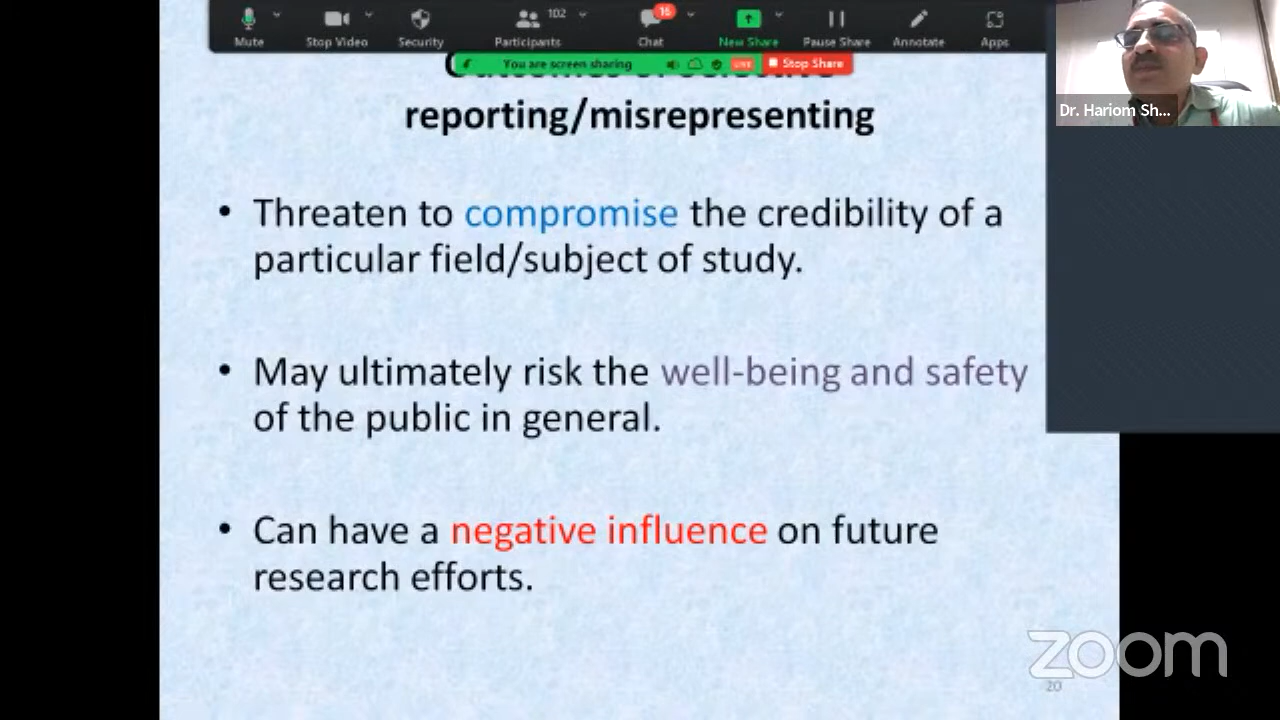 Mute
Stop Video
Security
Participants
102
Chat
16
New Share
Pause Share
Annotate
Apps
You are screen sharing
LIVE
Stop Share
Dr. Hariom Sh...
reporting/misrepresenting
• Threaten to compromise the credibility of a
particular field/subject of study.
• May ultimately risk the well-being and safety
of the public in general.
• Can have a negative influence on future
research efforts.
zoom
20